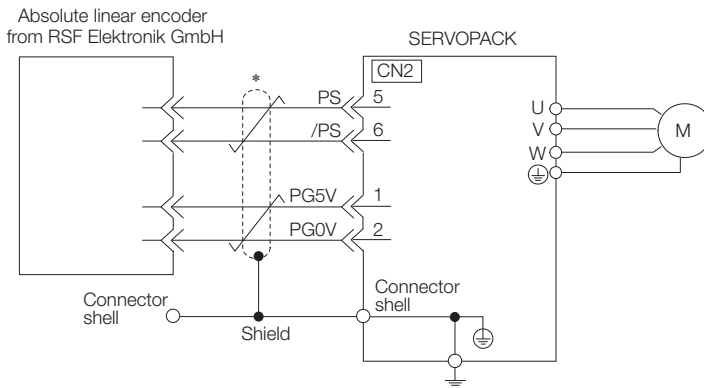 Absolute linear encoder
from RSF Elektronik GmbH
SERVOPACK
CN2
*
PS 5
/PS 6
PG5V 1
PG0V 2
U
V
W
M
Connector
shell
Shield
Connector
shell